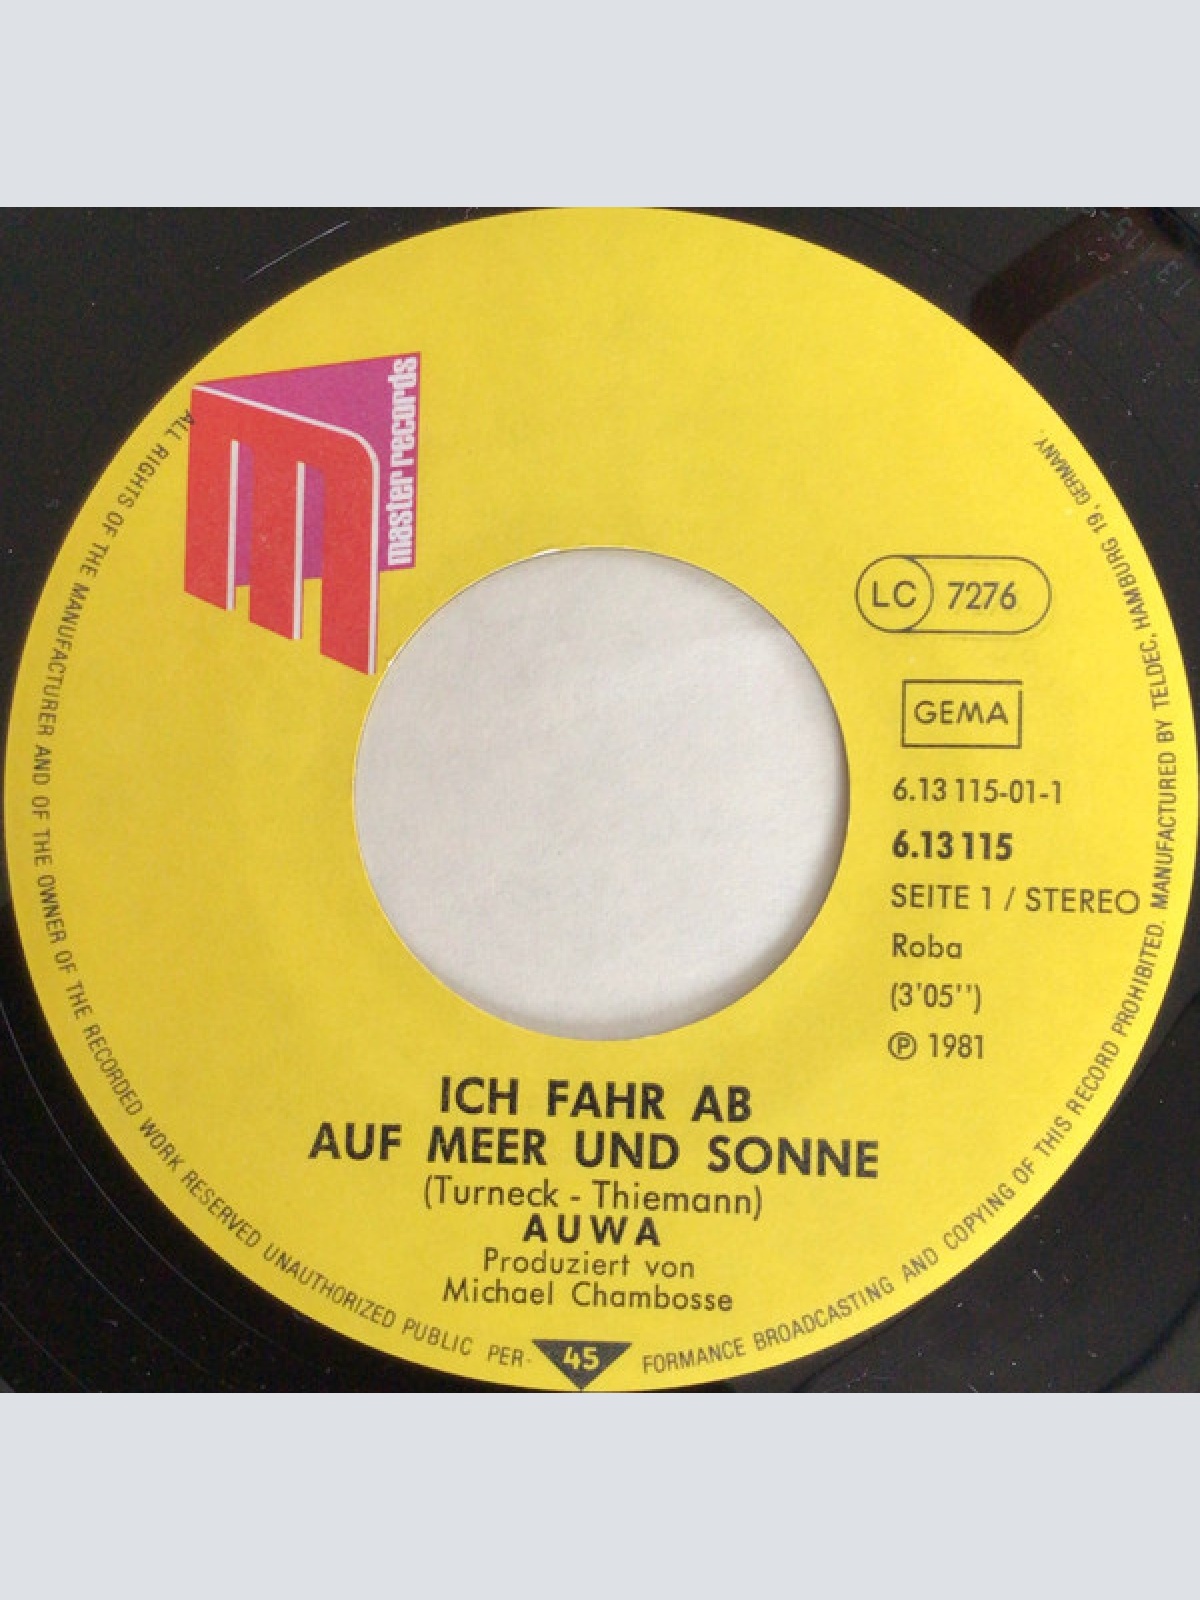 master records
LC 7276
GEMA
6.13 115-01-1
6.13 115
SEITE 1 / STEREO
Roba
(3'05'')
℗ 1981
ICH FAHR AB
AUF MEER UND SONNE
(Turneck - Thiemann)
AUWA
Produziert von
Michael Chambosse
45
ALL RIGHTS OF THE MANUFACTURER AND OF THE OWNER OF THE RECORDED WORK RESERVED UNAUTHORIZED PUBLIC PER-FORMANCE BROADCASTING AND COPYING OF THIS RECORD PROHIBITED. MANUFACTURED BY TELDEC, HAMBURG 19, GERMANY.